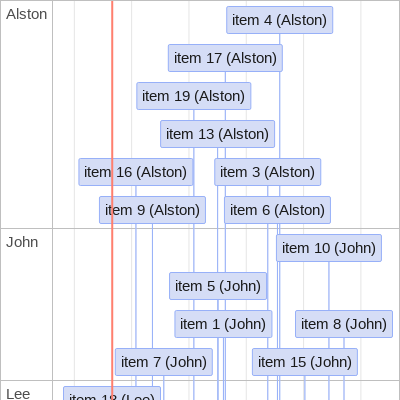 Alston
item 4 (Alston)
item 17 (Alston)
item 19 (Alston)
item 13 (Alston)
item 16 (Alston) item 3 (Alston)
item 9 (Alston) item 6 (Alston)
John
item 10 (John)
item 5 (John)
item 1 (John) item 8 (John)
item 7 (John) item 15 (John)
Lee
item 18 (Lee)